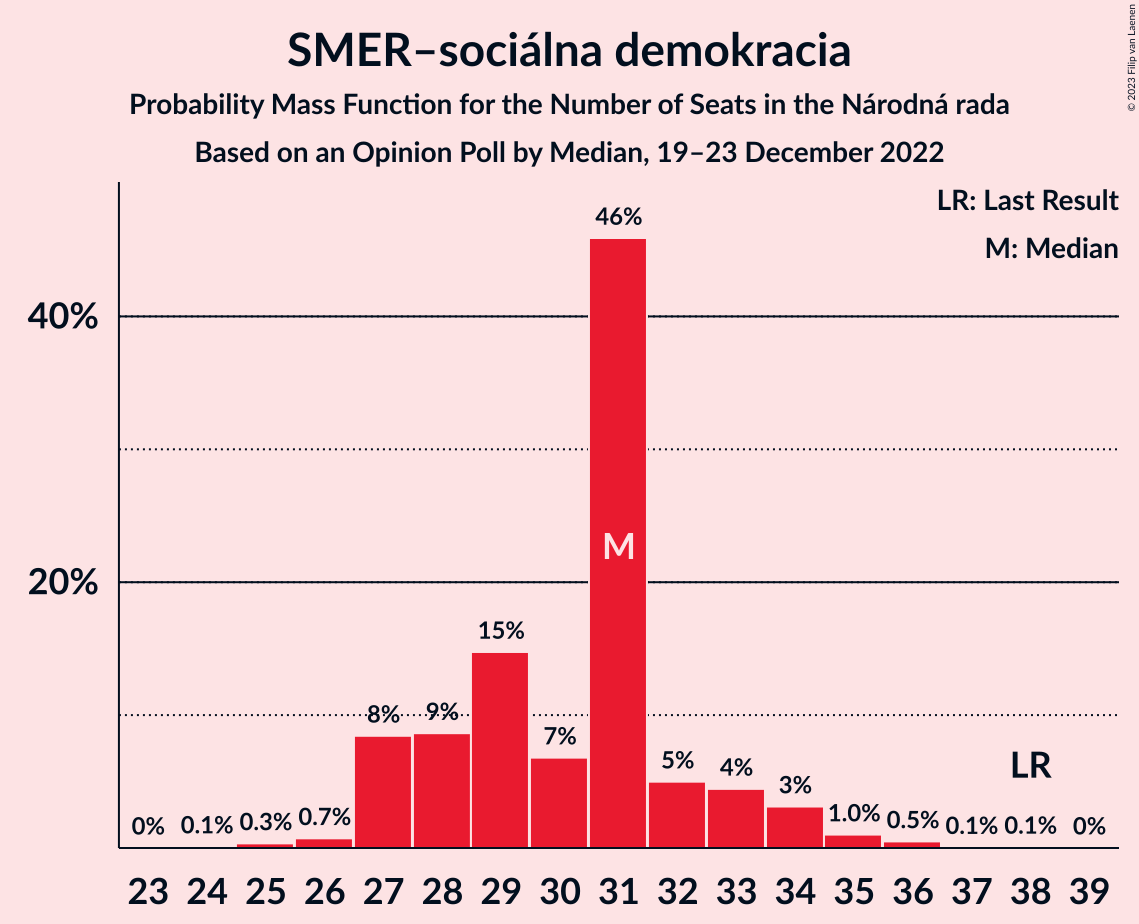 SMER–sociálna demokracia
Probability Mass Function for the Number of Seats in the Národná rada
Based on an Opinion Poll by Median, 19–23 December 2022
© 2023 Filip van Laenen
LR: Last Result
M: Median
40%
20%
0%
0.1%
0.3%
0.7%
8%
9%
15%
7%
46%
5%
4%
3%
1.0%
0.5%
0.1%
0.1%
0%
M
LR
23 24 25 26 27 28 29 30 31 32 33 34 35 36 37 38 39